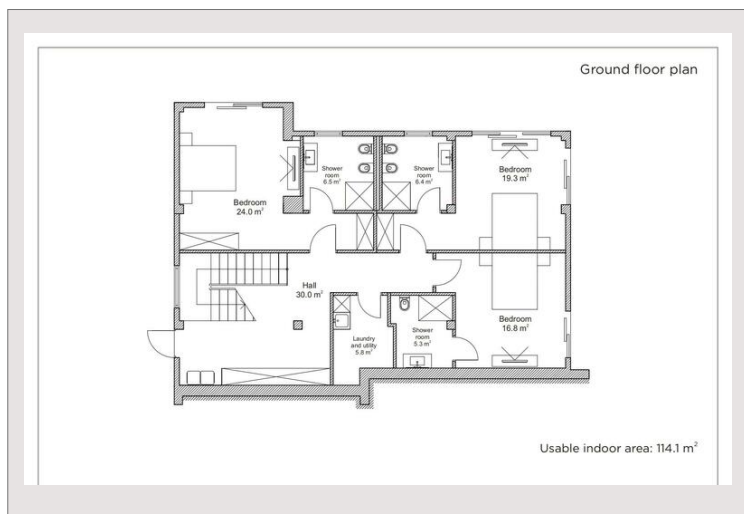 Ground floor plan
Shower
room
6.5 m²
Shower
room
6.4 m²
Bedroom
19.3 m²
Bedroom
24.0 m²
Hall
30.0 m²
Bedroom
16.8 m²
Laundry
and utility
5.8 m²
Shower
room
5.3 m²
Usable indoor area: 114.1 m²